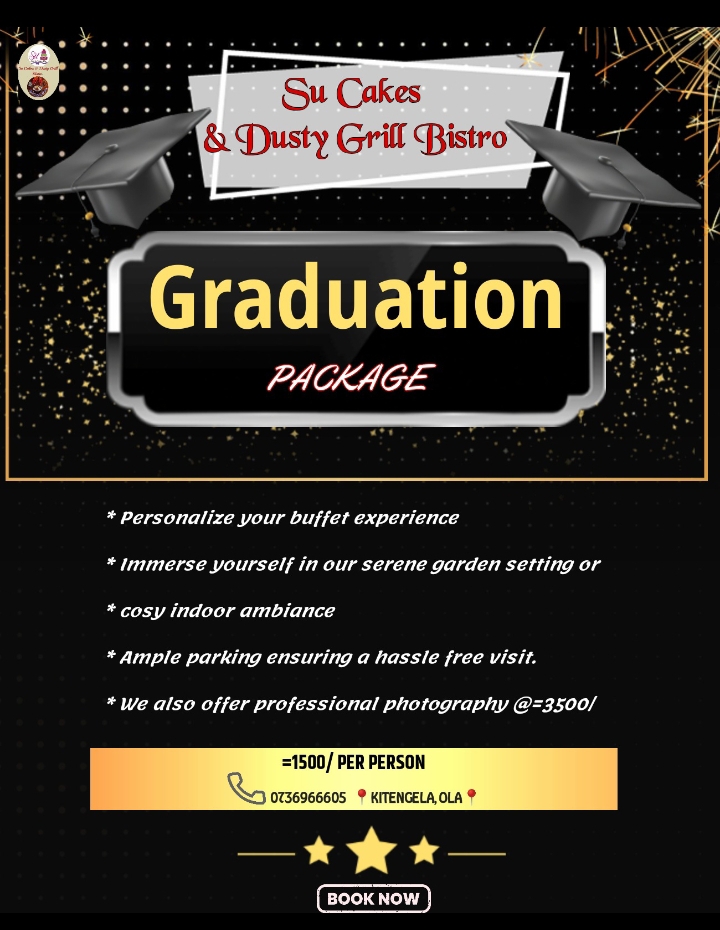 Su Cakes
& Dusty Grill Bistro
Graduation
PACKAGE
* Personalize your buffet experience
* Immerse yourself in our serene garden setting or
* cosy indoor ambiance
* Ample parking ensuring a hassle free visit.
* We also offer professional photography @=3500/
=1500/ PER PERSON
0736966605 📍KITENGELA, OLA📍
BOOK NOW